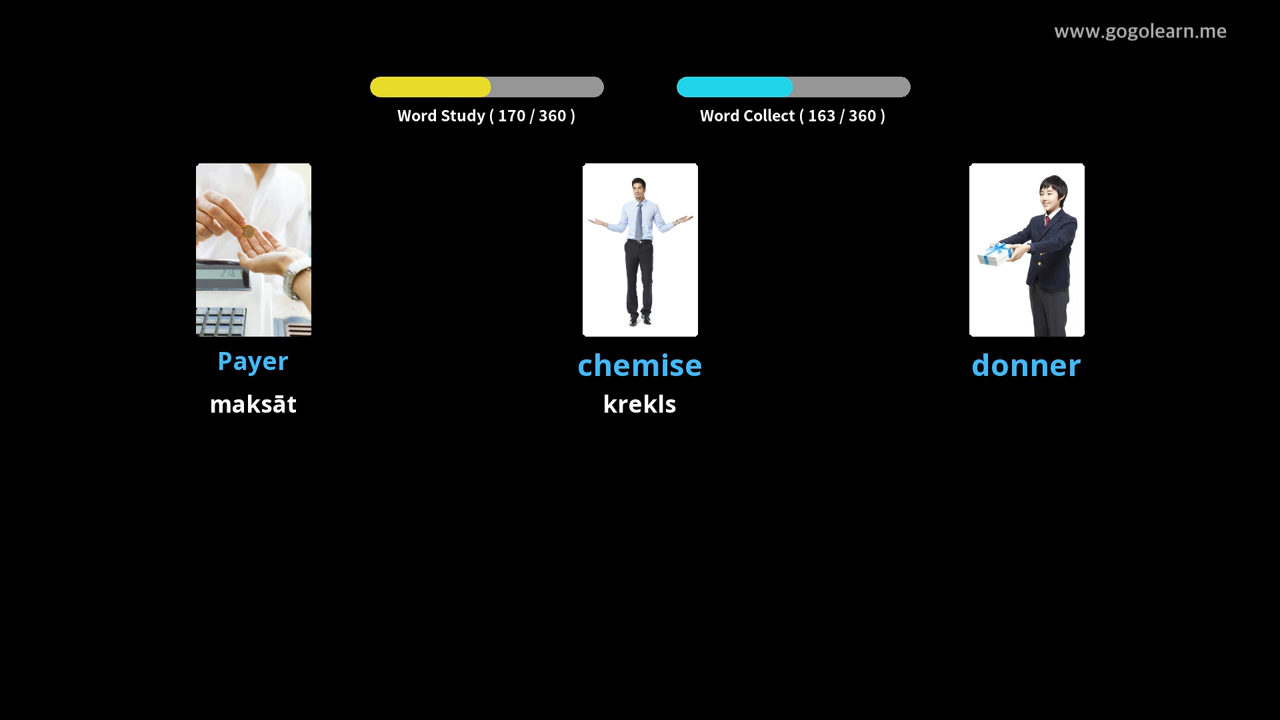 www.gogolearn.me
Word Study ( 170 / 360 )
Word Collect ( 163 / 360 )
Payer
chemise
donner
maksāt
krekls